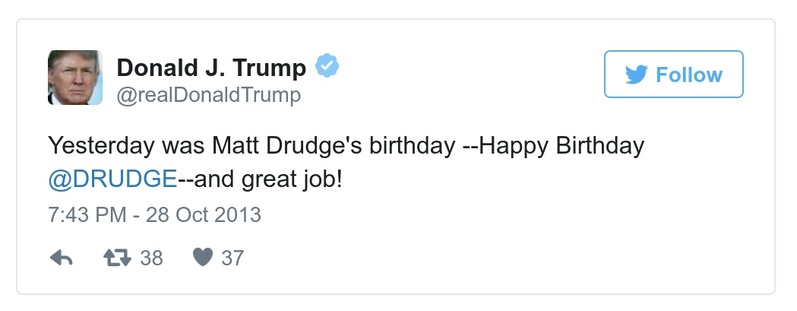 Donald J. Trump
@realDonaldTrump
Follow
Yesterday was Matt Drudge's birthday --Happy Birthday
@DRUDGE--and great job!
7:43 PM - 28 Oct 2013
38 37